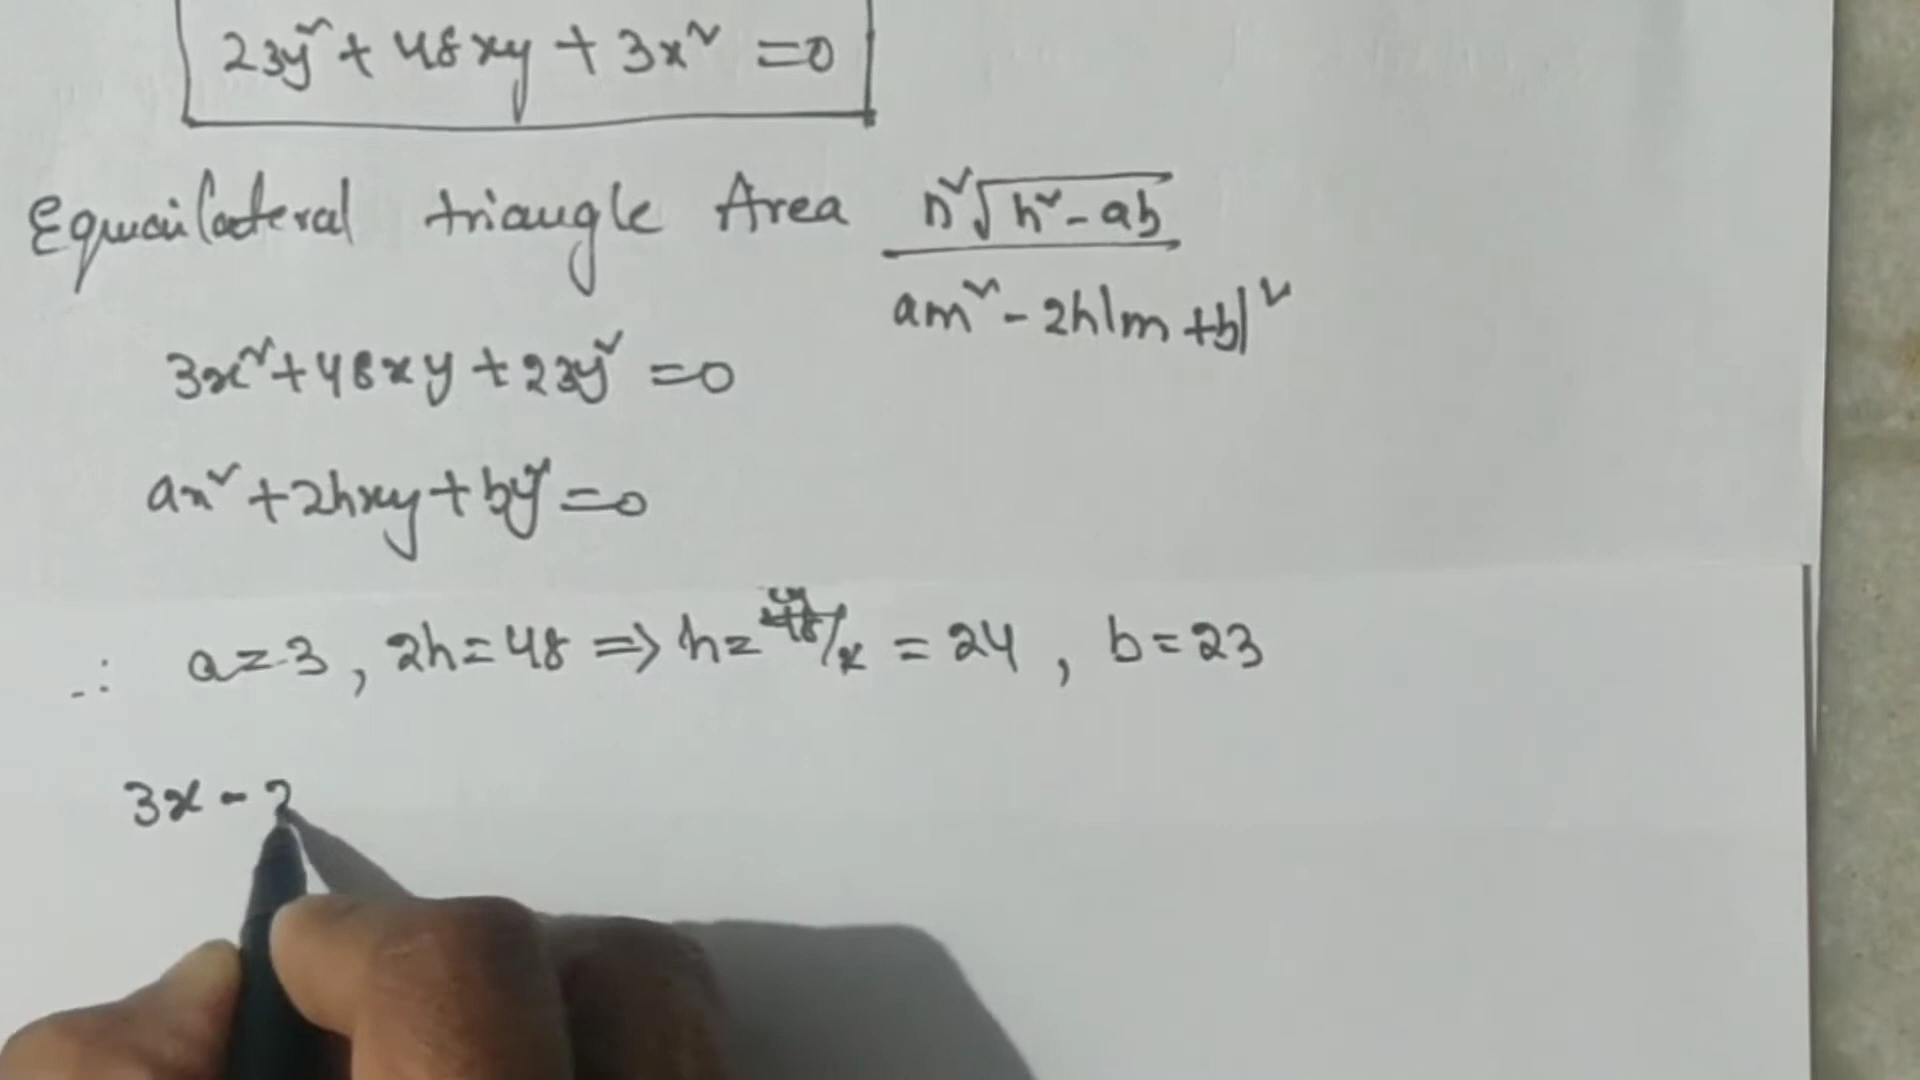 23y² + 48xy + 3x² = 0
Equailateral triangle Area n²√(h² - ab) / am² - 2hlm + bl²
3x² + 48xy + 23y² = 0
ax² + 2hxy + by² = 0
∴ a = 3, 2h = 48 ⇒ h = 48/2 = 24, b = 23
3x - 2